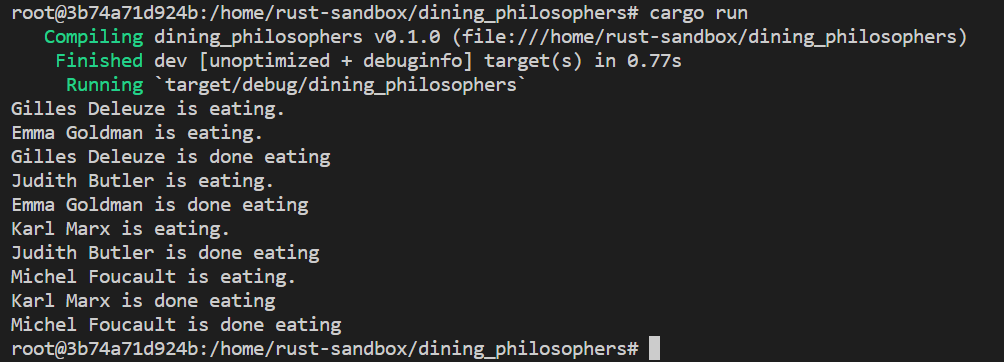 root@3b74a71d924b:/home/rust-sandbox/dining_philosophers# cargo run
Compiling dining_philosophers v0.1.0 (file:///home/rust-sandbox/dining_philosophers)
Finished dev [unoptimized + debuginfo] target(s) in 0.77s
Running `target/debug/dining_philosophers`
Gilles Deleuze is eating.
Emma Goldman is eating.
Gilles Deleuze is done eating
Judith Butler is eating.
Emma Goldman is done eating
Karl Marx is eating.
Judith Butler is done eating
Michel Foucault is eating.
Karl Marx is done eating
Michel Foucault is done eating
root@3b74a71d924b:/home/rust-sandbox/dining_philosophers#